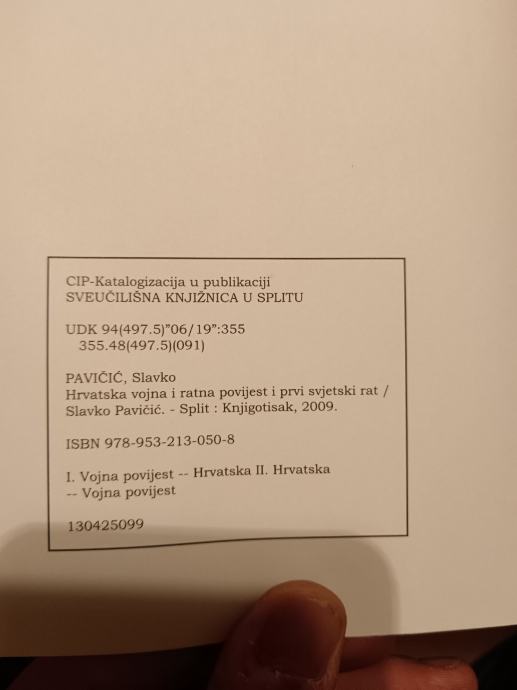 CIP-Katalogizacija u publikaciji
SVEUČILIŠNA KNJIŽNICA U SPLITU
UDK 94(497.5)"06/19":355
355.48(497.5)(091)
PAVIČIĆ, Slavko
Hrvatska vojna i ratna povijest i prvi svjetski rat /
Slavko Pavičić. - Split : Knjigotisak, 2009.
ISBN 978-953-213-050-8
I. Vojna povijest -- Hrvatska II. Hrvatska
-- Vojna povijest
130425099